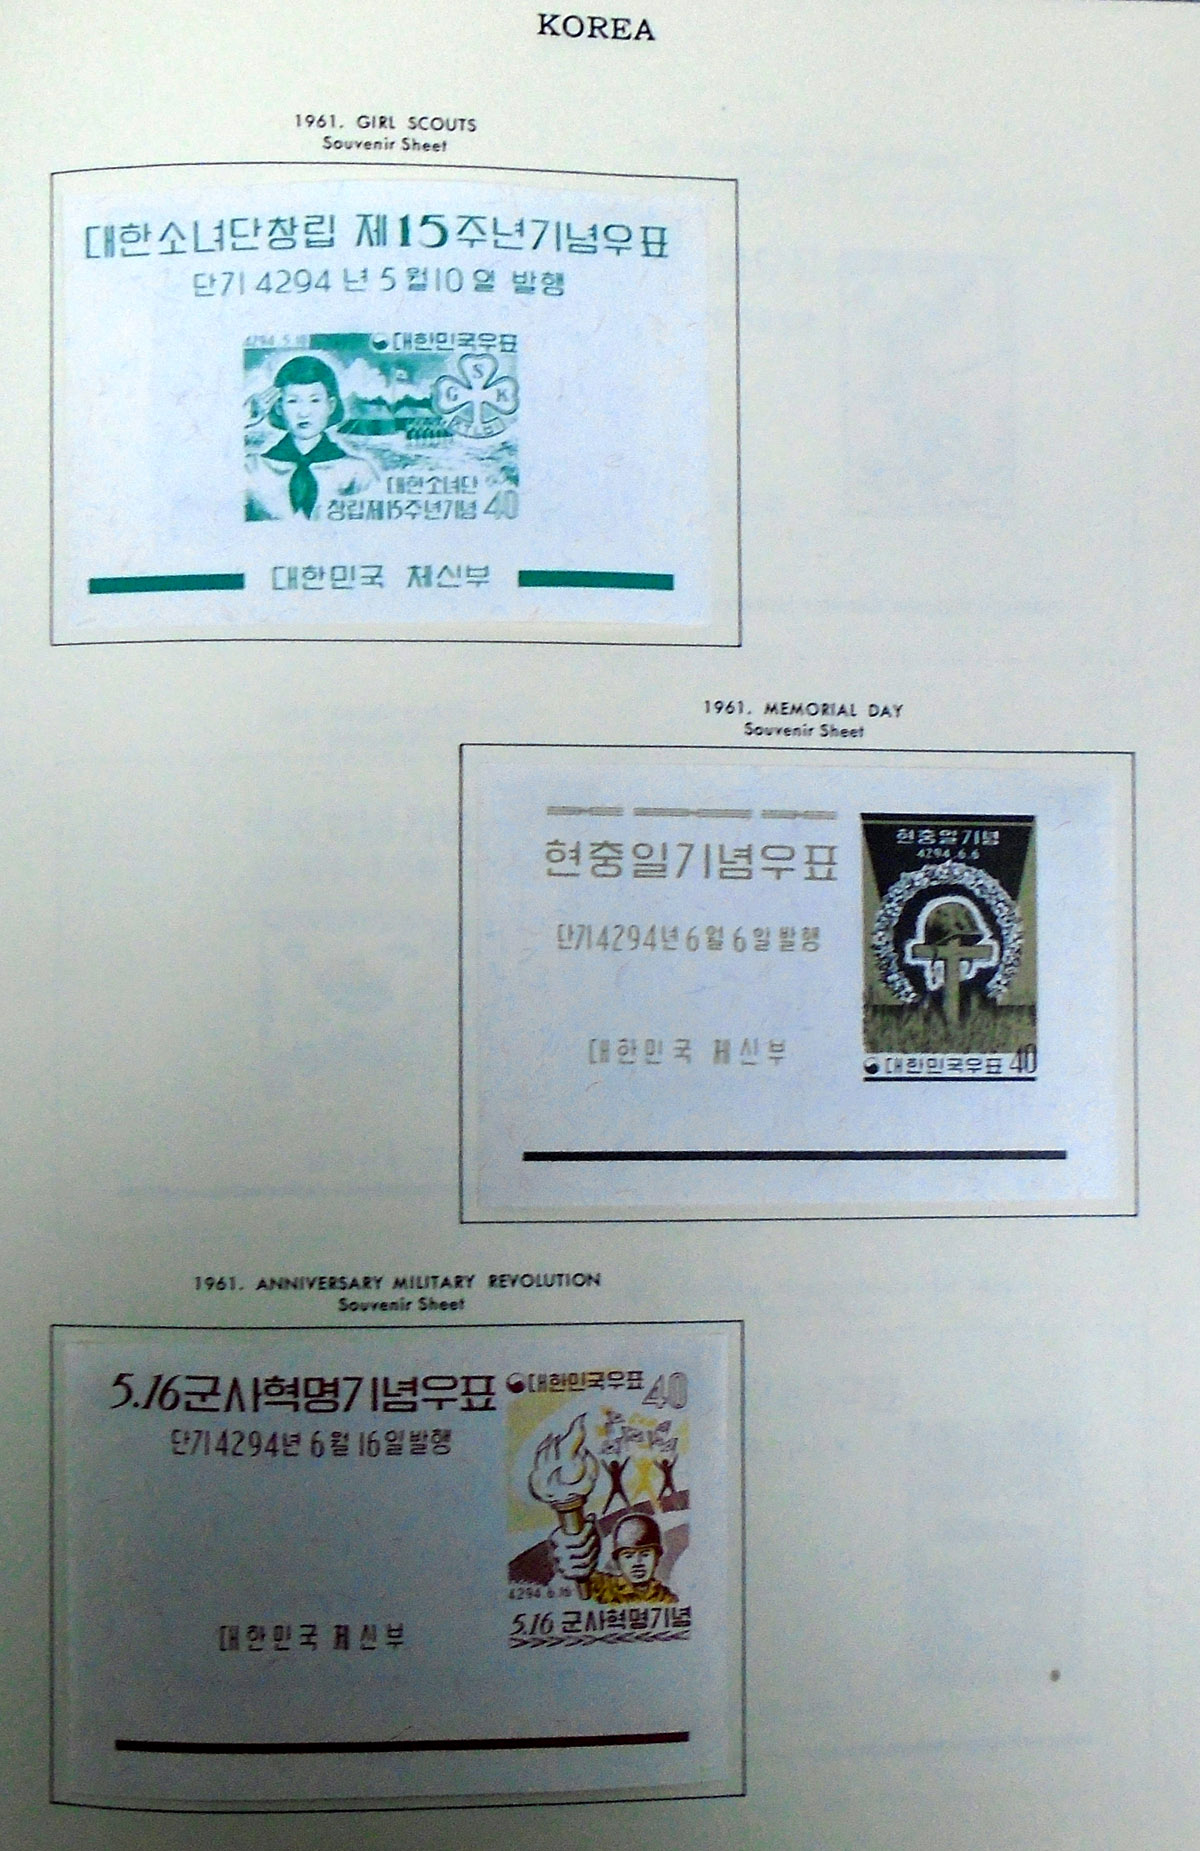 KOREA
1961. GIRL SCOUTS
Souvenir Sheet
대한소녀단창립 제15주년기념우표
단기 4294 년 5 월 10 일 발행
4294.5.10
대한민국우표
S
G K
대한소녀단
창립제15주년기념 40
대한민국 체신부
1961. MEMORIAL DAY
Souvenir Sheet
현충일기념우표
단기 4294년 6월 6일 발행
대한민국 체신부
현충일기념
4294.6.6
대한민국우표 40
1961. ANNIVERSARY MILITARY REVOLUTION
Souvenir Sheet
5.16군사혁명기념우표
단기 4294년 6월 16일발행
대한민국 체신부
대한민국우표 40
4294.6.16
5.16 군사혁명기념